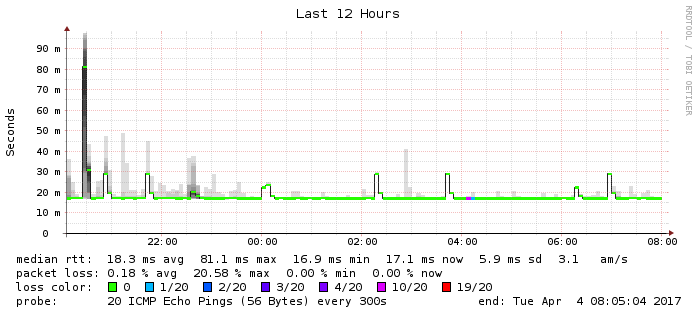 Last 12 Hours
RRDTOOL / TOBI OETIKER
Seconds
90 m
80 m
70 m
60 m
50 m
40 m
30 m
20 m
10 m
0
22:00 00:00 02:00 04:00 06:00 08:00
median rtt: 18.3 ms avg 81.1 ms max 16.9 ms min 17.1 ms now 5.9 ms sd 3.1 am/s
packet loss: 0.18 % avg 20.58 % max 0.00 % min 0.00 % now
loss color: 0 1/20 2/20 3/20 4/20 10/20 19/20
probe: 20 ICMP Echo Pings (56 Bytes) every 300s end: Tue Apr 4 08:05:04 2017